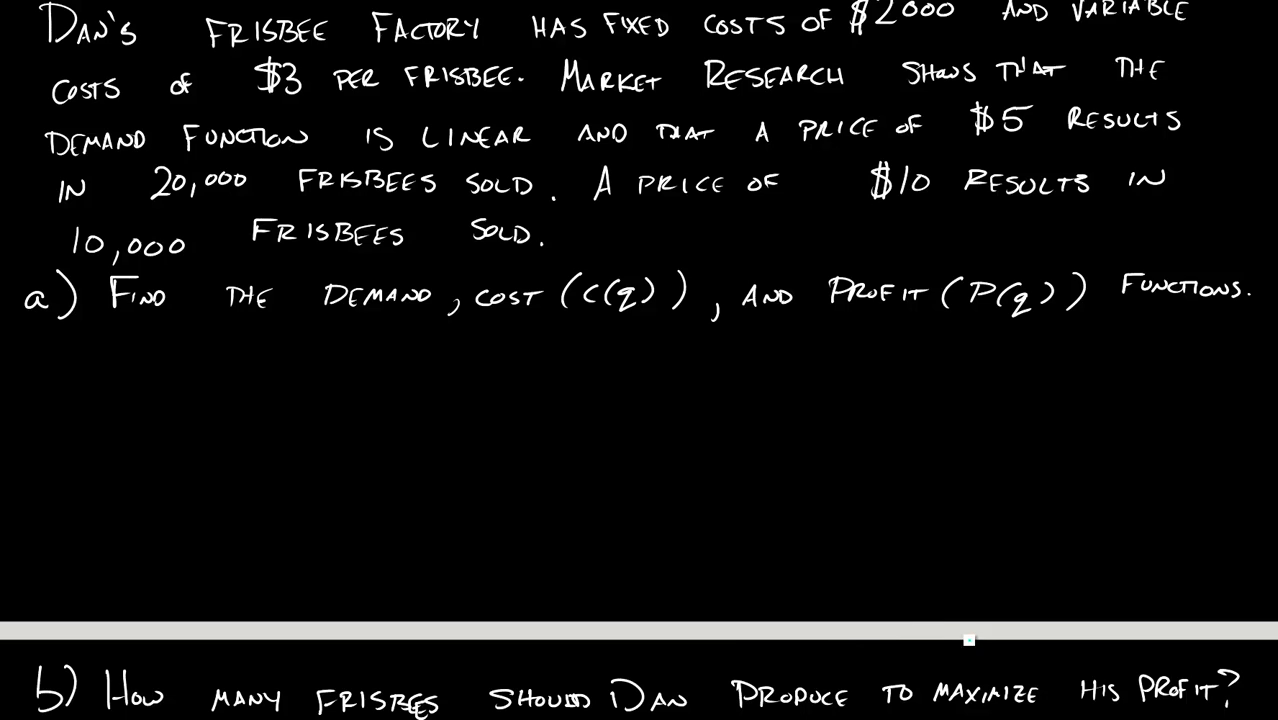 DAN'S FRISBEE FACTORY HAS FIXED COSTS OF $2000 AND VARIABLE
COSTS OF $3 PER FRISBEE. MARKET RESEARCH SHOWS THAT THE
DEMAND FUNCTION IS LINEAR AND THAT A PRICE OF $5 RESULTS
IN 20,000 FRISBEES SOLD. A PRICE OF $10 RESULTS IN
10,000 FRISBEES SOLD.
a) FIND THE DEMAND, COST (C(q)), AND PROFIT (P(q)) FUNCTIONS.
b) HOW MANY FRISBEES SHOULD DAN PRODUCE TO MAXIMIZE HIS PROFIT?